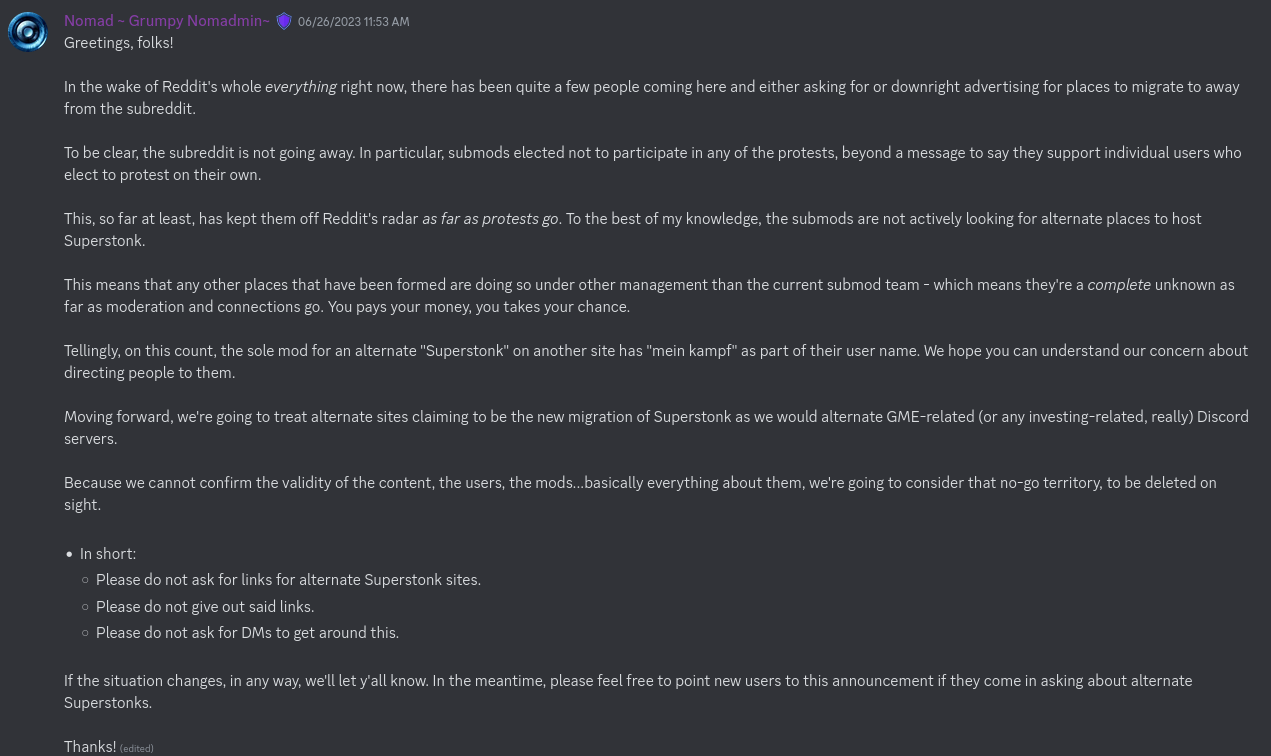 Nomad ~ Grumpy Nomadmin~ 06/26/2023 11:53 AM
Greetings, folks!
In the wake of Reddit's whole everything right now, there has been quite a few people coming here and either asking for or downright advertising for places to migrate to away
from the subreddit.
To be clear, the subreddit is not going away. In particular, submods elected not to participate in any of the protests, beyond a message to say they support individual users who
elect to protest on their own.
This, so far at least, has kept them off Reddit's radar as far as protests go. To the best of my knowledge, the submods are not actively looking for alternate places to host
Superstonk.
This means that any other places that have been formed are doing so under other management than the current submod team - which means they're a complete unknown as
far as moderation and connections go. You pays your money, you takes your chance.
Tellingly, on this count, the sole mod for an alternate "Superstonk" on another site has "mein kampf" as part of their user name. We hope you can understand our concern about
directing people to them.
Moving forward, we're going to treat alternate sites claiming to be the new migration of Superstonk as we would alternate GME-related (or any investing-related, really) Discord
servers.
Because we cannot confirm the validity of the content, the users, the mods...basically everything about them, we're going to consider that no-go territory, to be deleted on
sight.
• In short:
○ Please do not ask for links for alternate Superstonk sites.
○ Please do not give out said links.
○ Please do not ask for DMs to get around this.
If the situation changes, in any way, we'll let y'all know. In the meantime, please feel free to point new users to this announcement if they come in asking about alternate
Superstonks.
Thanks! (edited)